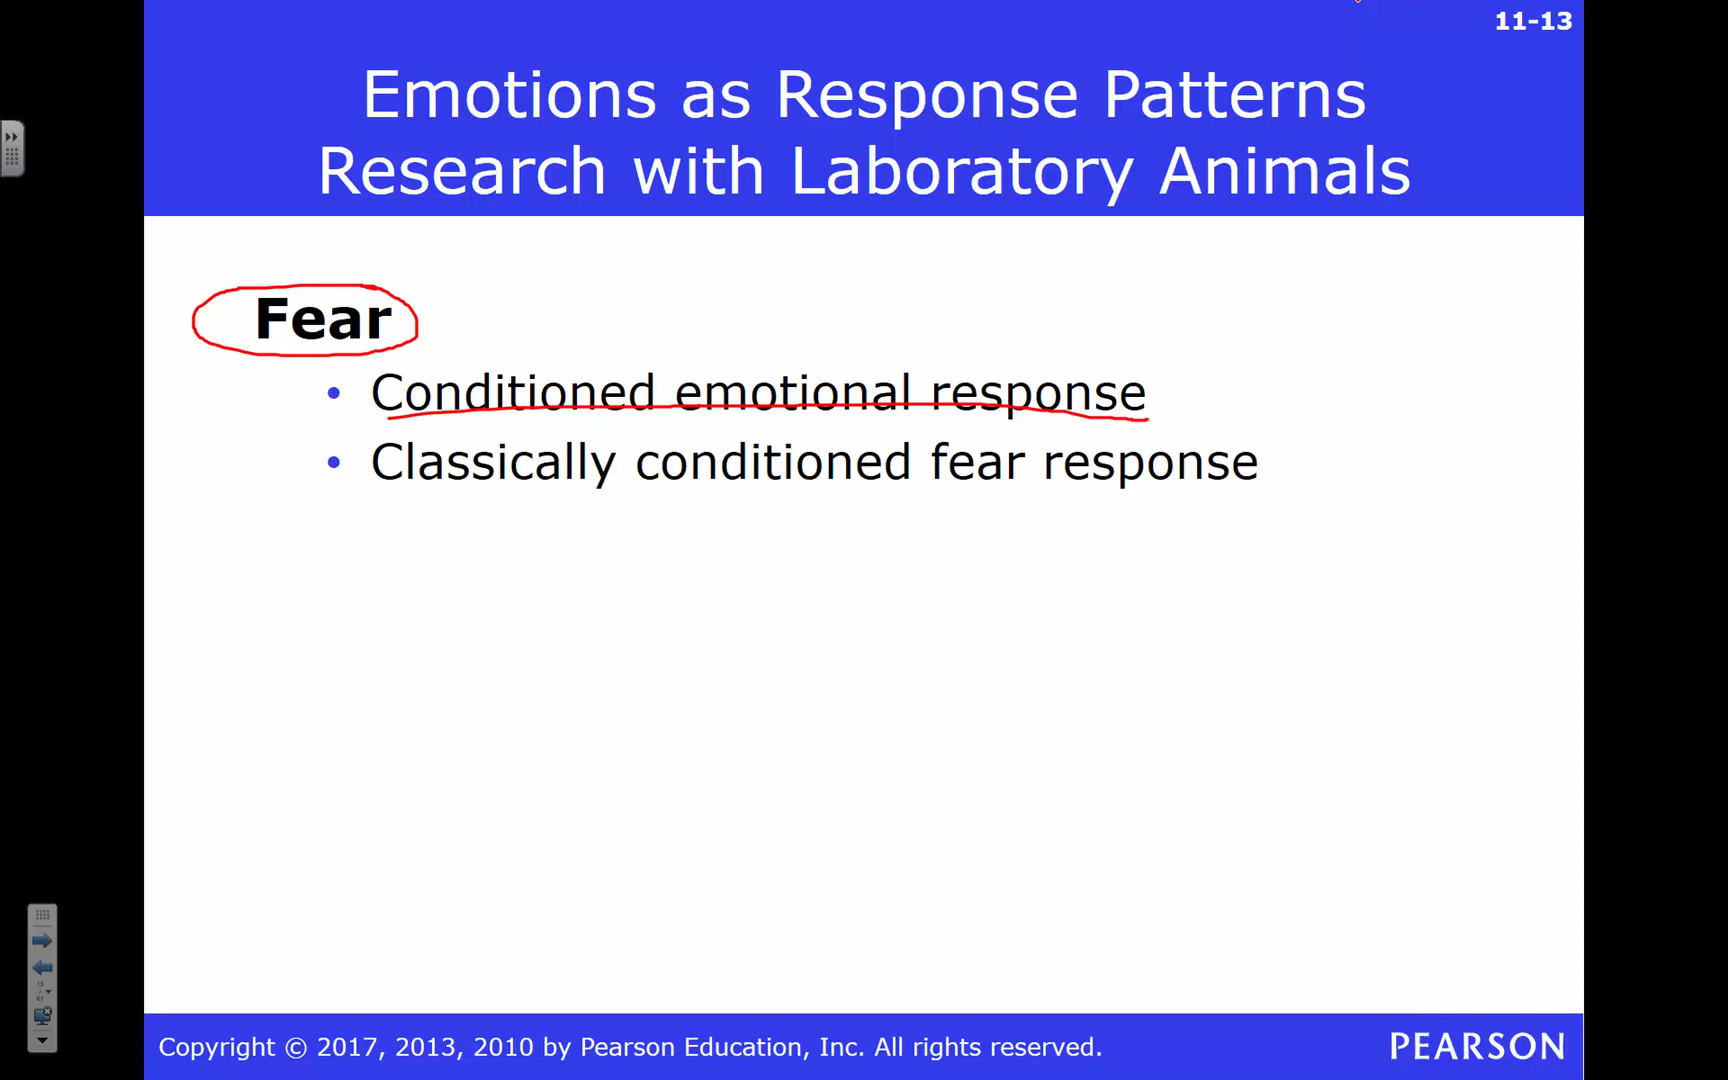 11-13
Emotions as Response Patterns
Research with Laboratory Animals
Fear
• Conditioned emotional response
• Classically conditioned fear response
Copyright © 2017, 2013, 2010 by Pearson Education, Inc. All rights reserved.
PEARSON